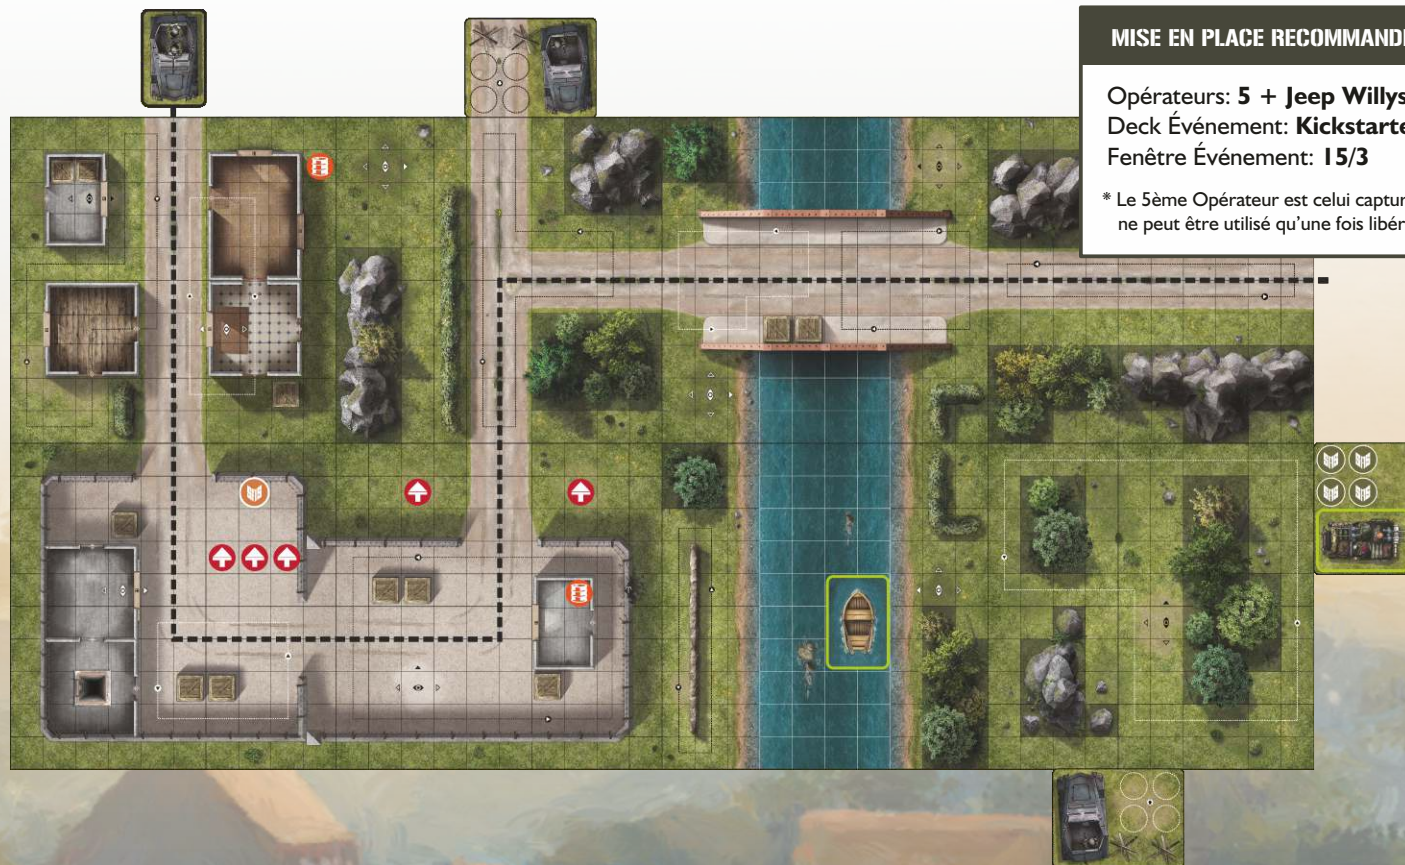 MISE EN PLACE RECOMMANDÉ
Opérateurs: 5 + Jeep Willys
Deck Événement: Kickstarte
Fenêtre Événement: 15/3
* Le 5ème Opérateur est celui captur
ne peut être utilisé qu'une fois libér